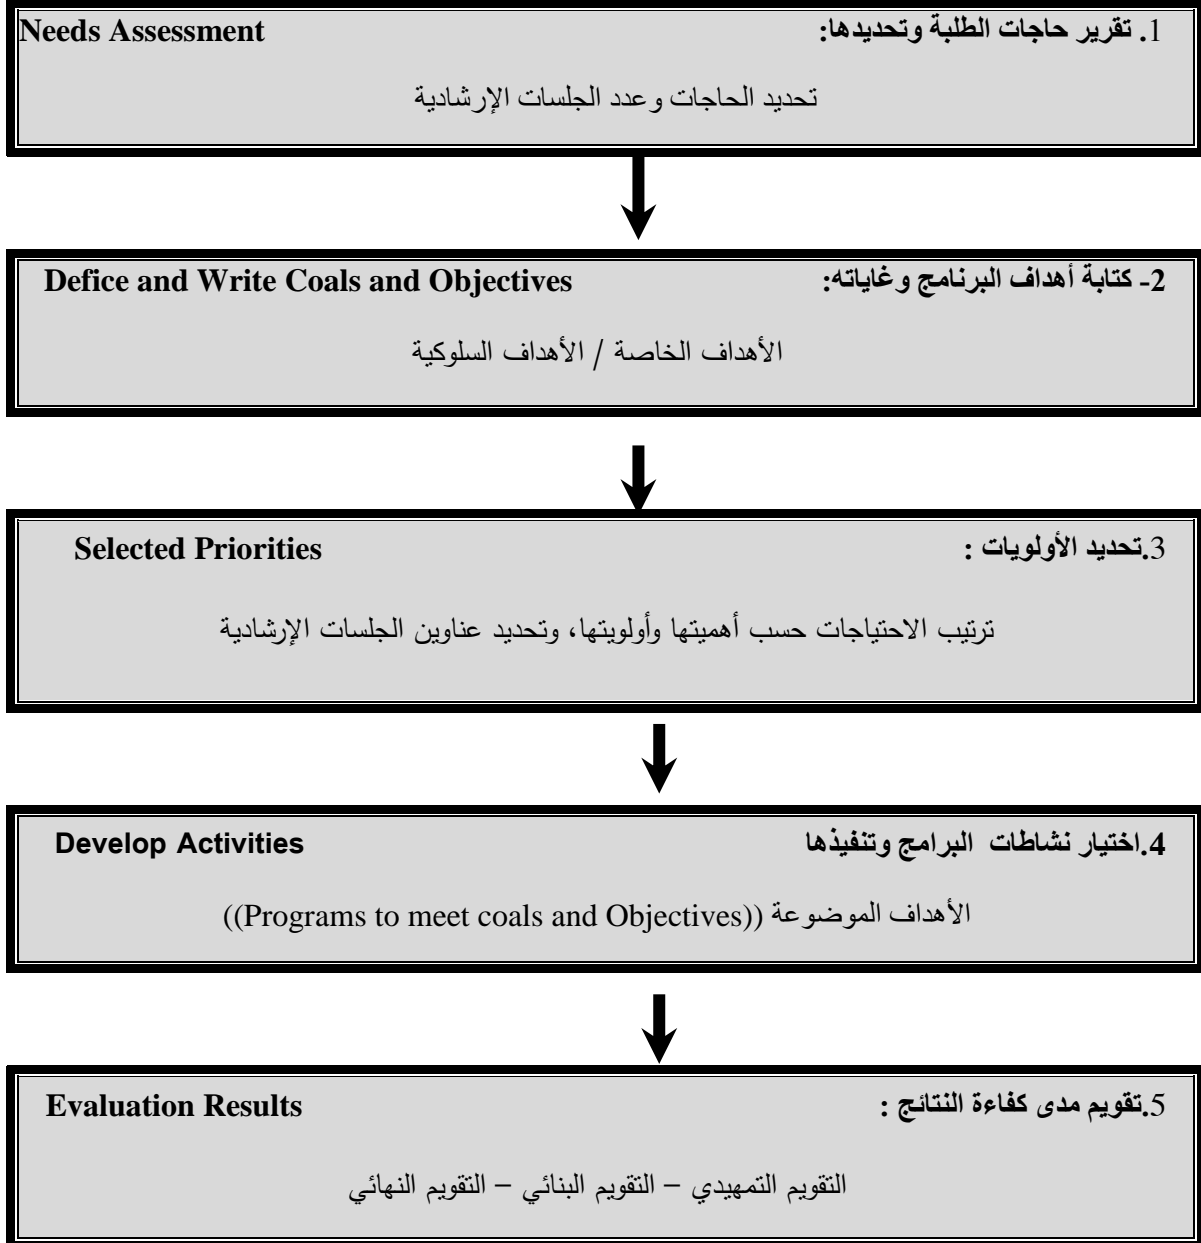 1. تقرير حاجات الطلبة وتحديدها: Needs Assessment
تحديد الحاجات وعدد الجلسات الإرشادية
2- كتابة أهداف البرنامج وغاياته: Defice and Write Coals and Objectives
الأهداف الخاصة / الأهداف السلوكية
3.تحديد الأولويات : Selected Priorities
ترتيب الاحتياجات حسب أهميتها وأولويتها، وتحديد عناوين الجلسات الإرشادية
4.اختيار نشاطات البرامج وتنفيذها Develop Activities
الأهداف الموضوعة ((Programs to meet coals and Objectives))
5.تقويم مدى كفاءة النتائج : Evaluation Results
التقويم التمهيدي – التقويم البنائي – التقويم النهائي